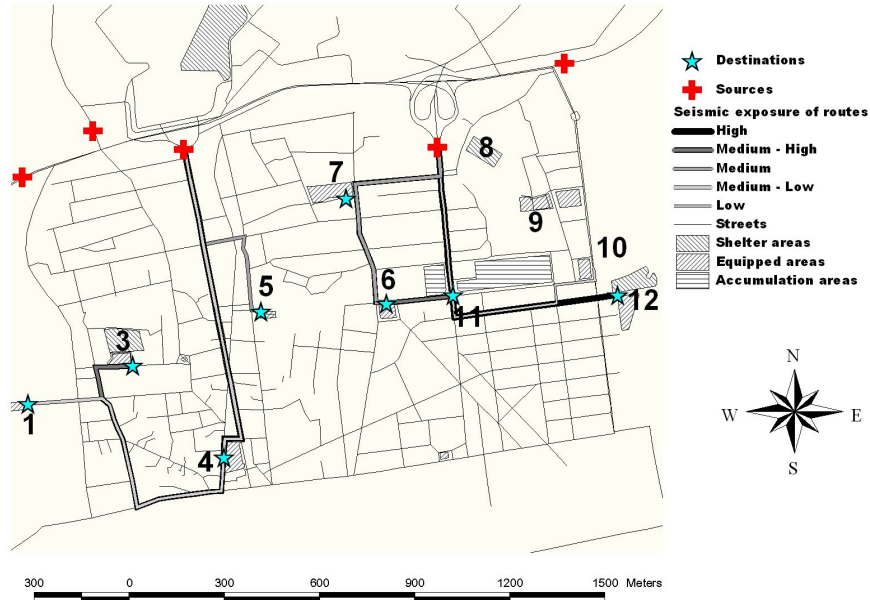 Destinations
Sources
Seismic exposure of routes
High
Medium - High
Medium
Medium - Low
Low
Streets
Shelter areas
Equipped areas
Accumulation areas
7
8
9
10
5
6
11
12
3
1
4
N
W E
S
300 0 300 600 900 1200 1500 Meters